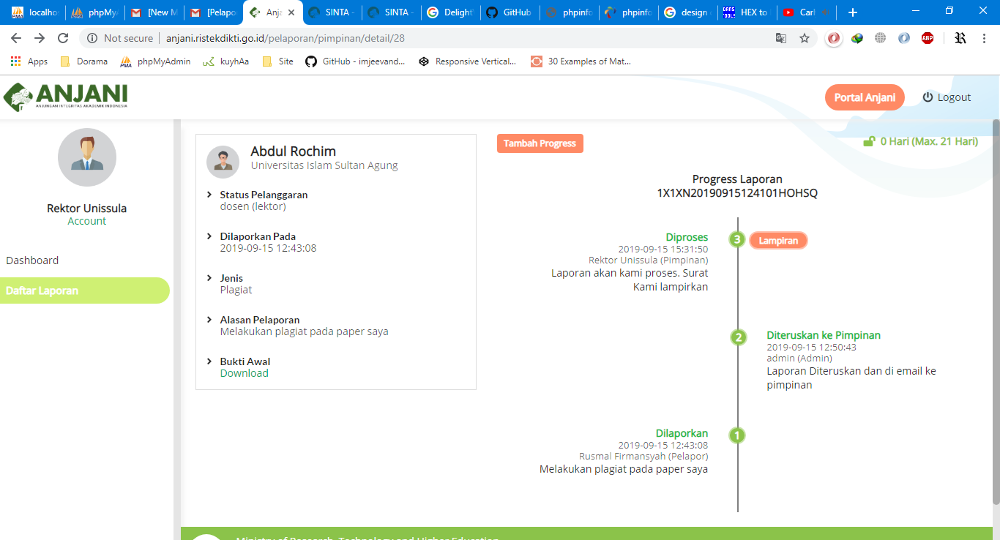 localho
phpMyA
[New M
[Pelapo
Anja
SINTA -
SINTA -
Delight
GitHub
phpinfo
phpinfo
design
HEX to
Carl
Not secure
anjani.ristekdikti.go.id/pelaporan/pimpinan/detail/28
ABP
Apps
Dorama
PMA
phpMyAdmin
kuyhAa
Site
GitHub - imjeevand...
Responsive Vertical...
30 Examples of Mat...
ANJANI
ANJUNGAN INTEGRITAS AKADEMIK INDONESIA
Portal Anjani
Logout
Rektor Unissula
Account
Dashboard
Daftar Laporan
Abdul Rochim
Universitas Islam Sultan Agung
Status Pelanggaran
dosen (lektor)
Dilaporkan Pada
2019-09-15 12:43:08
Jenis
Plagiat
Alasan Pelaporan
Melakukan plagiat pada paper saya
Bukti Awal
Download
Tambah Progress
0 Hari (Max. 21 Hari)
Progress Laporan
1X1XN20190915124101HOHSQ
Diproses
3
Lampiran
2019-09-15 15:31:50
Rektor Unissula (Pimpinan)
Laporan akan kami proses. Surat
Kami lampirkan
2
Diteruskan ke Pimpinan
2019-09-15 12:50:43
admin (Admin)
Laporan Diteruskan dan di email ke
pimpinan
Dilaporkan
1
2019-09-15 12:43:08
Rusmal Firmansyah (Pelapor)
Melakukan plagiat pada paper saya
Ministry of Research, Technology and Higher Education